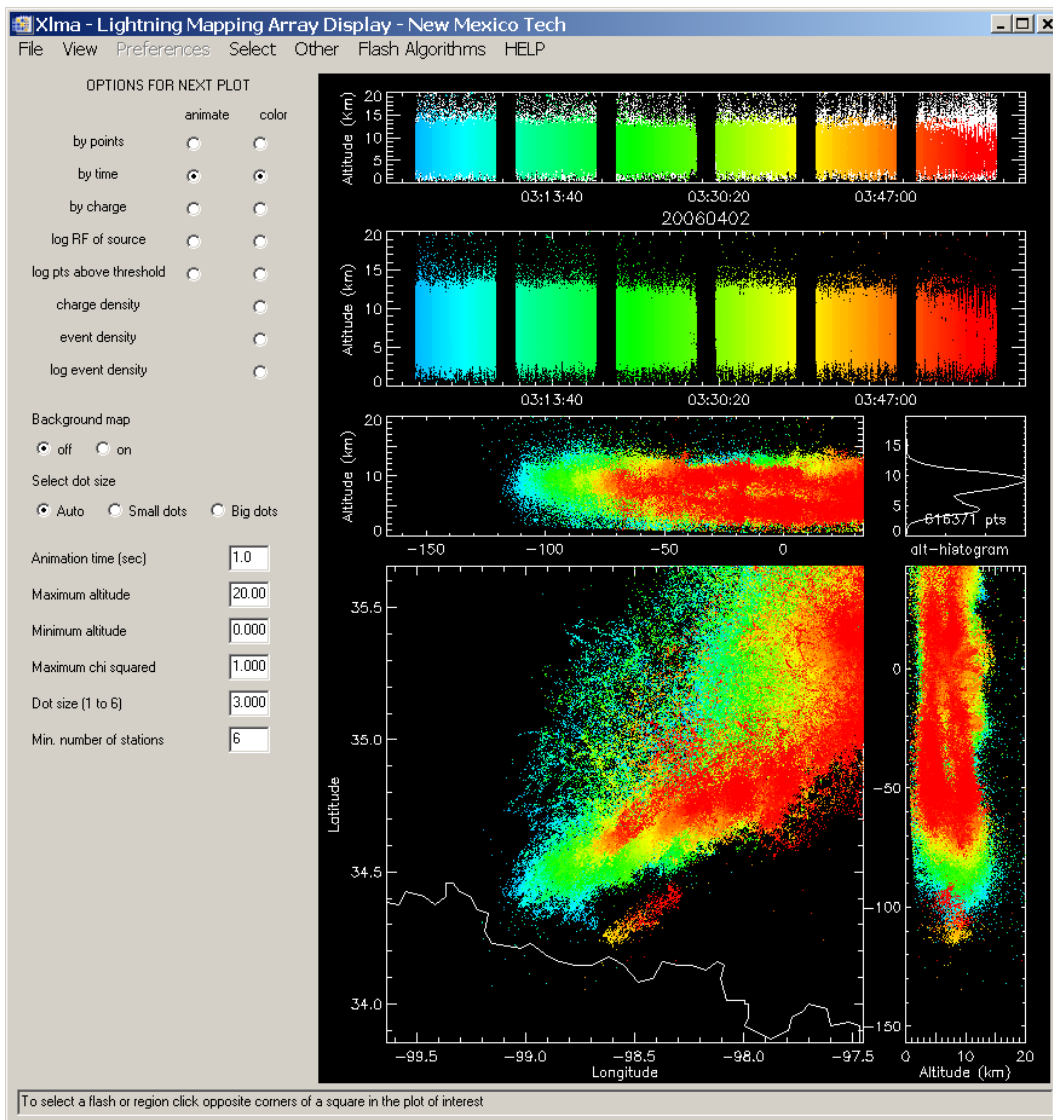 Xlma - Lightning Mapping Array Display - New Mexico Tech
File View Preferences Select Other Flash Algorithms HELP
OPTIONS FOR NEXT PLOT
animate color
by points
by time
by charge
log RF of source
log pts above threshold
charge density
event density
log event density
Background map
off on
Select dot size
Auto Small dots Big dots
Animation time (sec) 1.0
Maximum altitude 20.00
Minimum altitude 0.000
Maximum chi squared 1.000
Dot size (1 to 6) 3.000
Min. number of stations 6
Altitude (km)
20
15
10
5
0
03:13:40 03:30:20 03:47:00
20060402
Altitude (km)
20
15
10
5
0
03:13:40 03:30:20 03:47:00
Altitude (km)
20
10
0
-150 -100 -50 0
15
10
5
0
616371 pts
alt-histogram
Latitude
35.5
35.0
34.5
34.0
-99.5 -99.0 -98.5 -98.0 -97.5
Longitude
0
-50
-100
-150
0 10 20
Altitude (km)
To select a flash or region click opposite corners of a square in the plot of interest